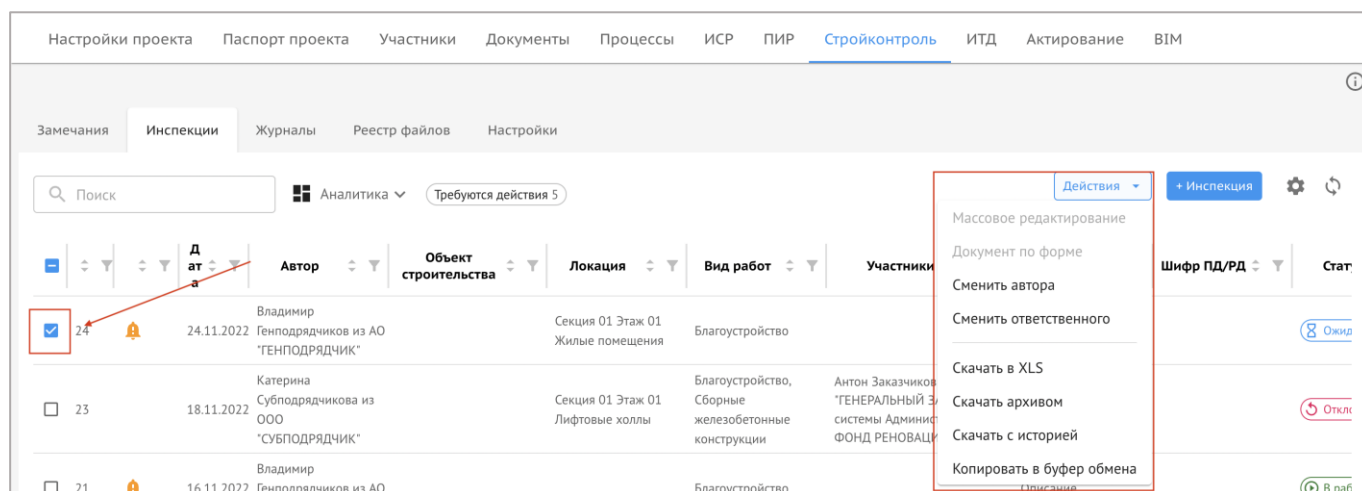 Настройки проекта Паспорт проекта Участники Документы Процессы ИСР ПИР Стройконтроль ИТД Актирование BIM
Замечания Инспекции Журналы Реестр файлов Настройки
Поиск Аналитика Требуются действия 5 Действия + Инспекция
Массовое редактирование
Документ по форме
Сменить автора
Сменить ответственного
Скачать в XLS
Скачать архивом
Скачать с историей
Копировать в буфер обмена
Д
ат
а
Автор
Объект
строительства
Локация Вид работ Участники Шифр ПД/РД
24 24.11.2022
Владимир
Генподрядчиков из АО
"ГЕНПОДРЯДЧИК"
Секция 01 Этаж 01
Жилые помещения
Благоустройство
23 18.11.2022
Катерина
Субподрядчикова из
ООО
"СУБПОДРЯДЧИК"
Секция 01 Этаж 01
Лифтовые холлы
Благоустройство,
Сборные
железобетонные
конструкции
Антон Заказчиков
"ГЕНЕРАЛЬНЫЙ
системы
ФОНД
21 16.11.2022
Владимир
Генподрядчиков из АО
Благоустройство
Описание